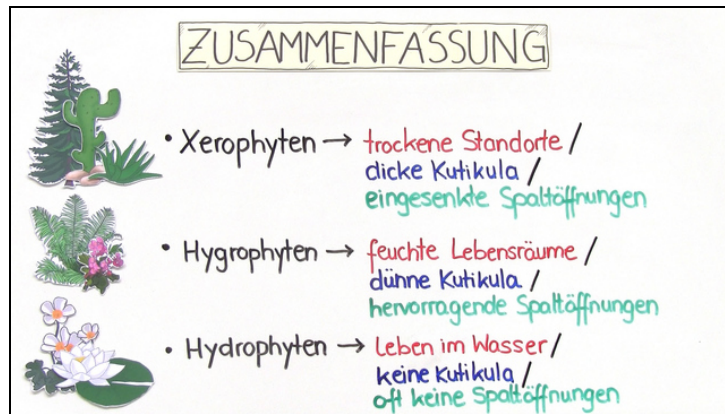 ZUSAMMENFASSUNG
• Xerophyten → trockene Standorte /
dicke Kutikula /
eingesenkte Spaltöffnungen
• Hygrophyten → feuchte Lebensräume /
dünne Kutikula /
hervorragende Spaltöffnungen
• Hydrophyten → Leben im Wasser /
keine Kutikula /
oft keine Spaltöffnungen